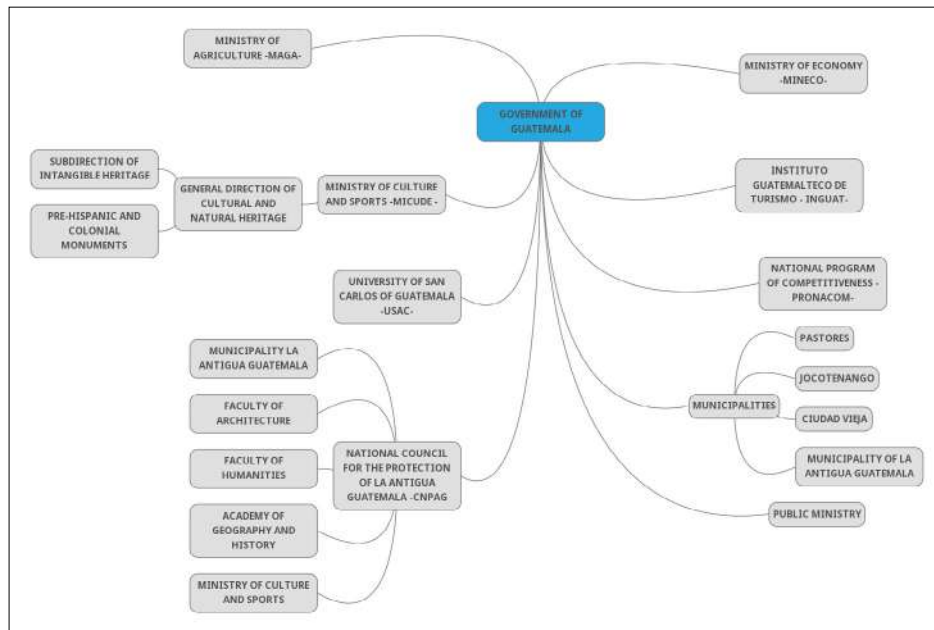 MINISTRY OF
AGRICULTURE -MAGA-
MINISTRY OF ECONOMY
-MINECO-
GOVERNMENT OF
GUATEMALA
SUBDIRECTION OF
INTANGIBLE HERITAGE
PRE-HISPANIC AND
COLONIAL
MONUMENTS
GENERAL DIRECTION OF
CULTURAL AND
NATURAL HERITAGE
MINISTRY OF CULTURE
AND SPORTS -MICUDE -
INSTITUTO
GUATEMALTECO DE
TURISMO - INGUAT-
UNIVERSITY OF SAN
CARLOS OF GUATEMALA
-USAC-
NATIONAL PROGRAM
OF COMPETITIVENESS -
PRONACOM-
MUNICIPALITY LA
ANTIGUA GUATEMALA
FACULTY OF
ARCHITECTURE
FACULTY OF
HUMANITIES
ACADEMY OF
GEOGRAPHY AND
HISTORY
MINISTRY OF CULTURE
AND SPORTS
NATIONAL COUNCIL
FOR THE PROTECTION
OF LA ANTIGUA
GUATEMALA -CNPAG
MUNICIPALITIES
PASTORES
JOCOTENANGO
CIUDAD VIEJA
MUNICIPALITY OF LA
ANTIGUA GUATEMALA
PUBLIC MINISTRY